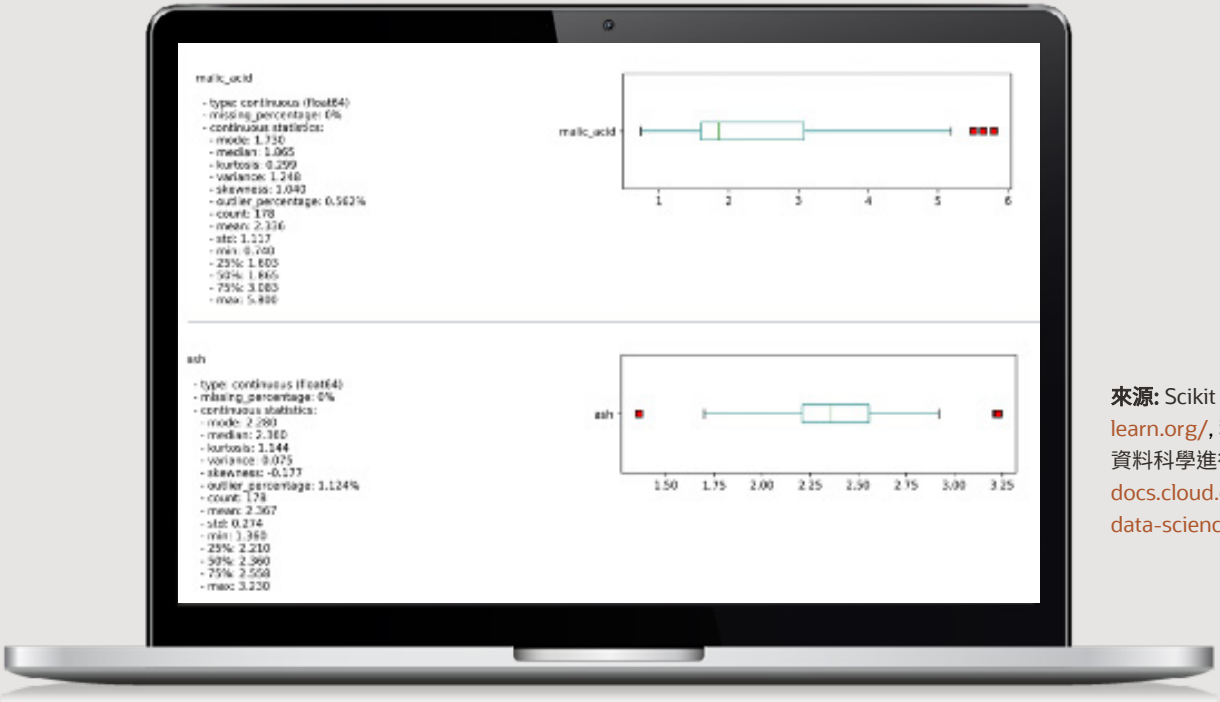 malic_acid
- type: continuous (float64)
- missing_percentage: 0%
- continuous statistics:
- mode: 1.730
- median: 1.865
- kurtosis: 0.299
- variance: 1.248
- skewness: 1.040
- outlier_percentage: 0.562%
- count: 178
- mean: 2.336
- std: 1.117
- min: 0.740
- 25%: 1.603
- 50%: 1.865
- 75%: 3.083
- max: 5.800
malic_acid
1 2 3 4 5 6
ash
- type: continuous (float64)
- missing_percentage: 0%
- continuous statistics:
- mode: 2.280
- median: 2.360
- kurtosis: 1.144
- variance: 0.075
- skewness: -0.177
- outlier_percentage: 1.124%
- count: 178
- mean: 2.367
- std: 0.274
- min: 1.360
- 25%: 2.210
- 50%: 2.360
- 75%: 2.558
- max: 3.230
ash
1.50 1.75 2.00 2.25 2.50 2.75 3.00 3.25
來源: Scikit
learn.org/,
資料科學進
docs.cloud.
data-scienc